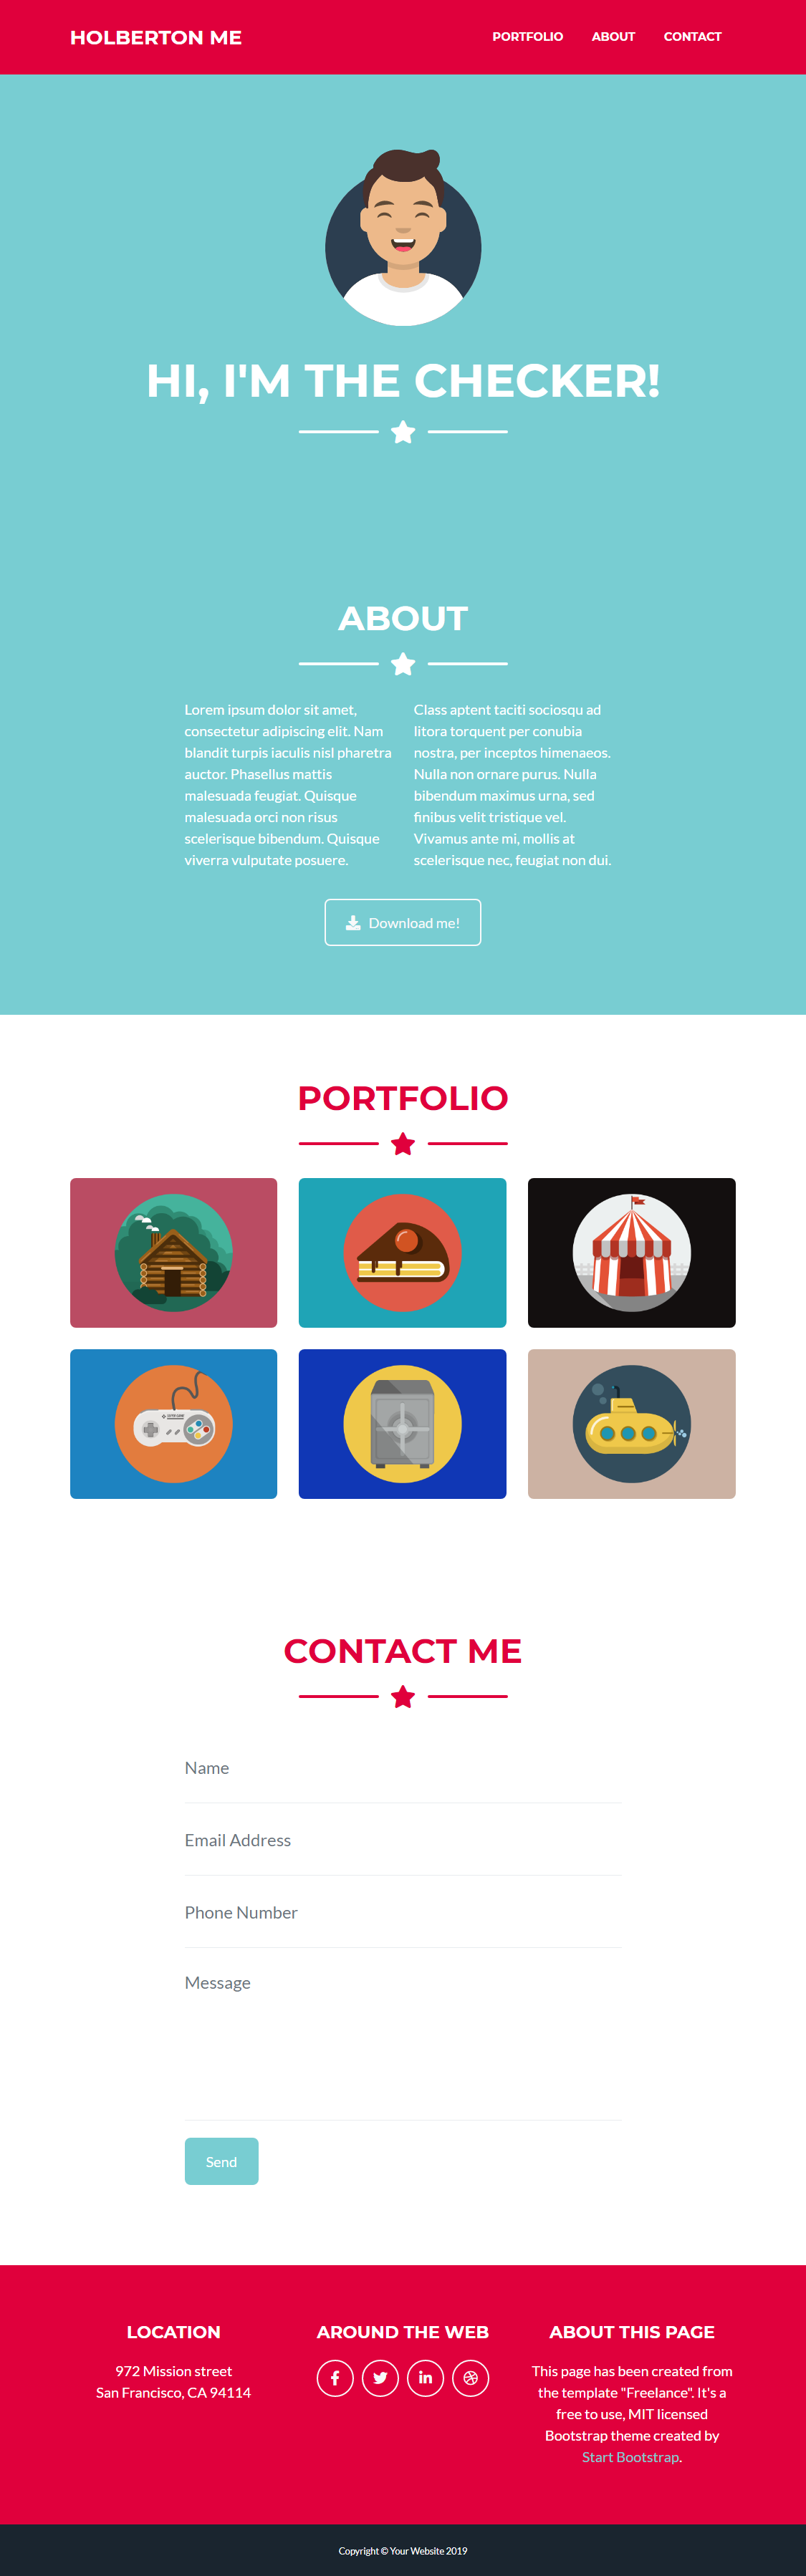 HOLBERTON ME
PORTFOLIO ABOUT CONTACT
HI, I'M THE CHECKER!
ABOUT
Lorem ipsum dolor sit amet,
consectetur adipiscing elit. Nam
blandit turpis iaculis nisl pharetra
auctor. Phasellus mattis
malesuada feugiat. Quisque
malesuada orci non risus
scelerisque bibendum. Quisque
viverra vulputate posuere.
Class aptent taciti sociosqu ad
litora torquent per conubia
nostra, per inceptos himenaeos.
Nulla non ornare purus. Nulla
bibendum maximus urna, sed
finibus velit tristique vel.
Vivamus ante mi, mollis at
scelerisque nec, feugiat non dui.
Download me!
PORTFOLIO
CONTACT ME
Name
Email Address
Phone Number
Message
Send
LOCATION
972 Mission street
San Francisco, CA 94114
AROUND THE WEB
ABOUT THIS PAGE
This page has been created from
the template "Freelance". It's a
free to use, MIT licensed
Bootstrap theme created by
Start Bootstrap.
Copyright © Your Website 2019